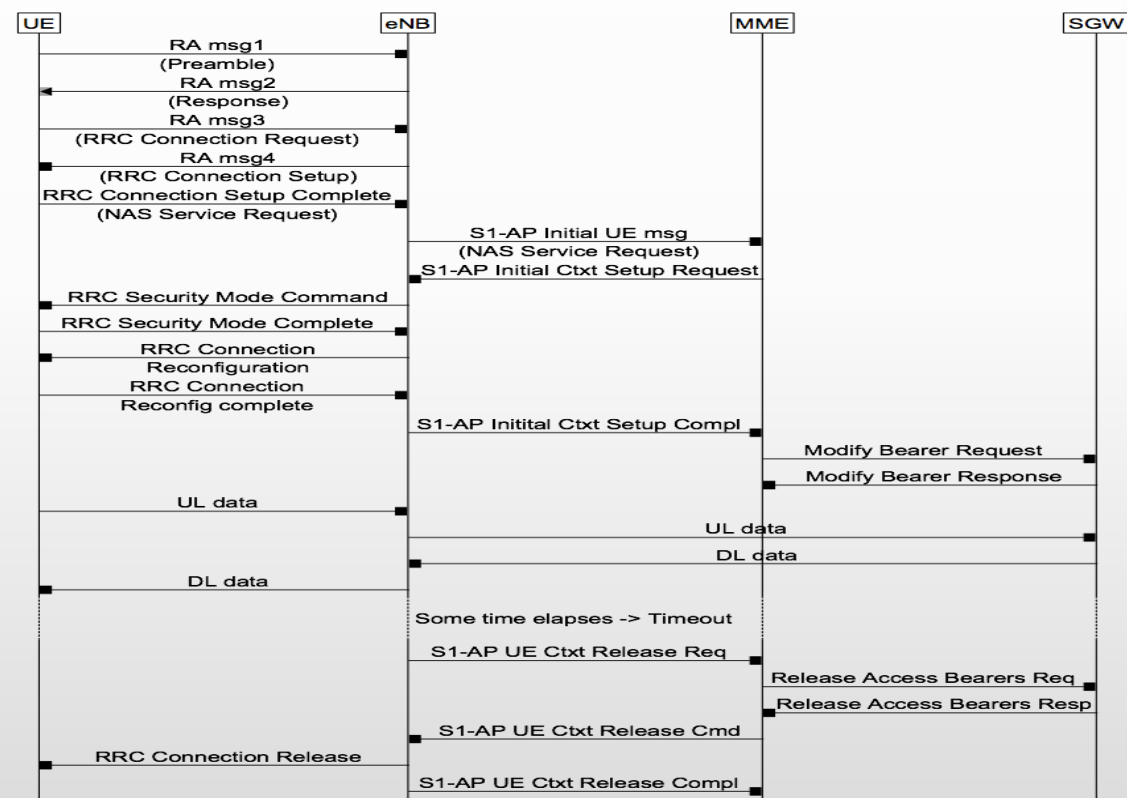 UE eNB MME SGW
RA msg1
(Preamble)
RA msg2
(Response)
RA msg3
(RRC Connection Request)
RA msg4
(RRC Connection Setup)
RRC Connection Setup Complete
(NAS Service Request)
S1-AP Initial UE msg
(NAS Service Request)
S1-AP Initial Ctxt Setup Request
RRC Security Mode Command
RRC Security Mode Complete
RRC Connection
Reconfiguration
RRC Connection
Reconfig complete
S1-AP Initital Ctxt Setup Compl
Modify Bearer Request
Modify Bearer Response
UL data
UL data
DL data
DL data
Some time elapses -> Timeout
S1-AP UE Ctxt Release Req
Release Access Bearers Req
Release Access Bearers Resp
S1-AP UE Ctxt Release Cmd
RRC Connection Release
S1-AP UE Ctxt Release Compl